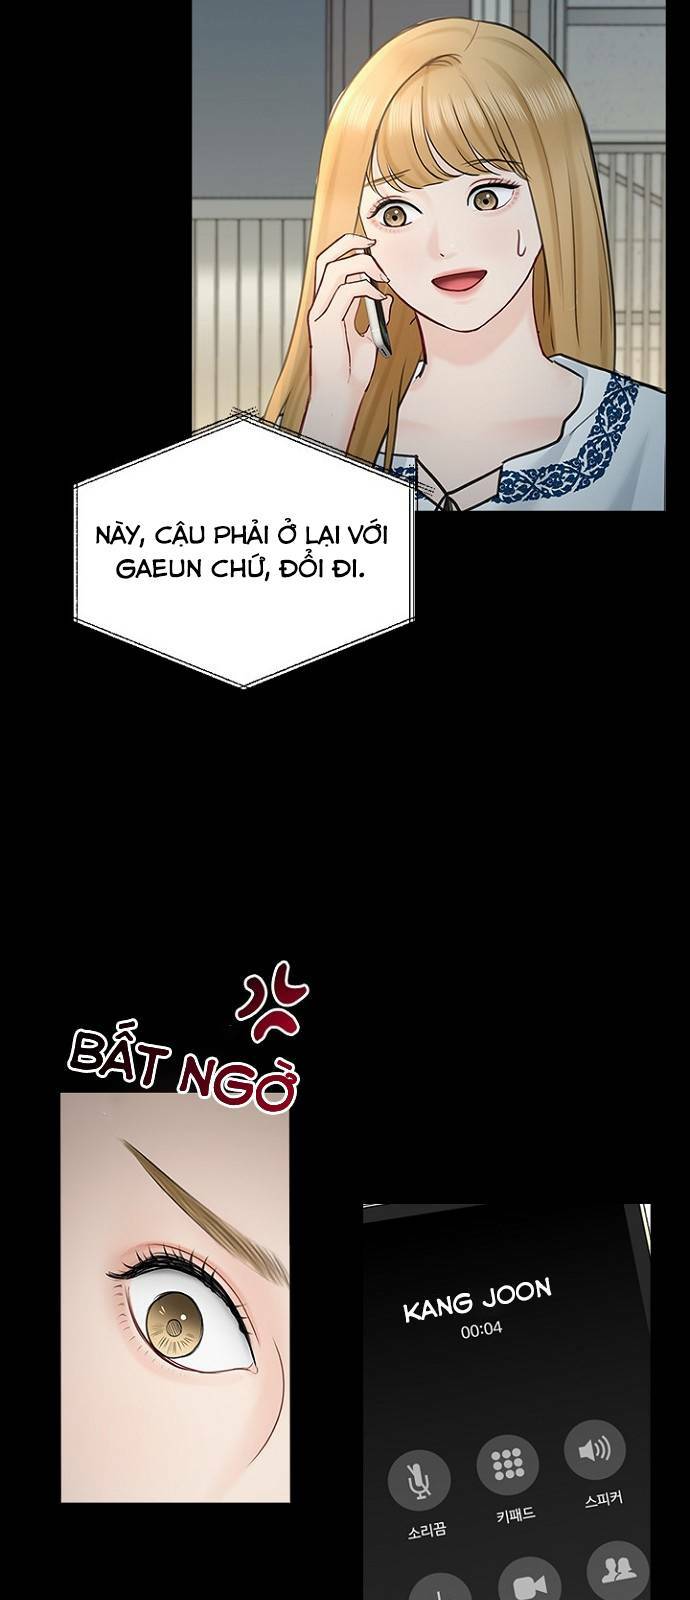 NÀY, CẬU PHẢI Ở LẠI VỚI
GAEUN CHỨ, ĐỔI ĐI.
BẤT NGỜ
KANG JOON
00:04
소리끔
키패드
스피커